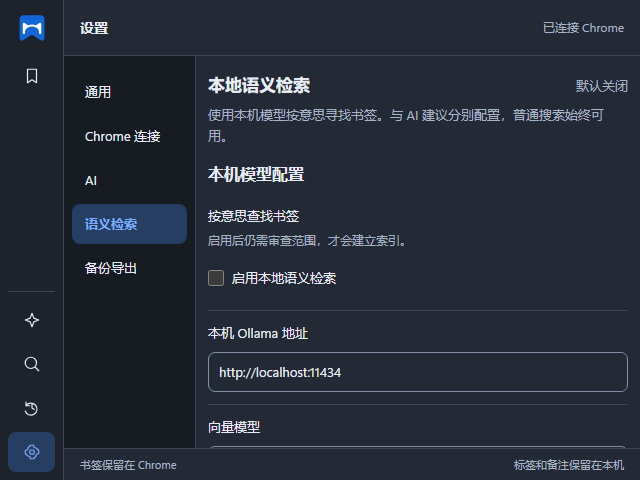 设置
已连接 Chrome
通用
Chrome 连接
AI
语义检索
备份导出
本地语义检索
默认关闭
使用本机模型按意思寻找书签。与 AI 建议分别配置，普通搜索始终可
用。
本机模型配置
按意思查找书签
启用后仍需审查范围，才会建立索引。
启用本地语义检索
本机 Ollama 地址
http://localhost:11434
向量模型
书签保留在 Chrome
标签和备注保留在本机